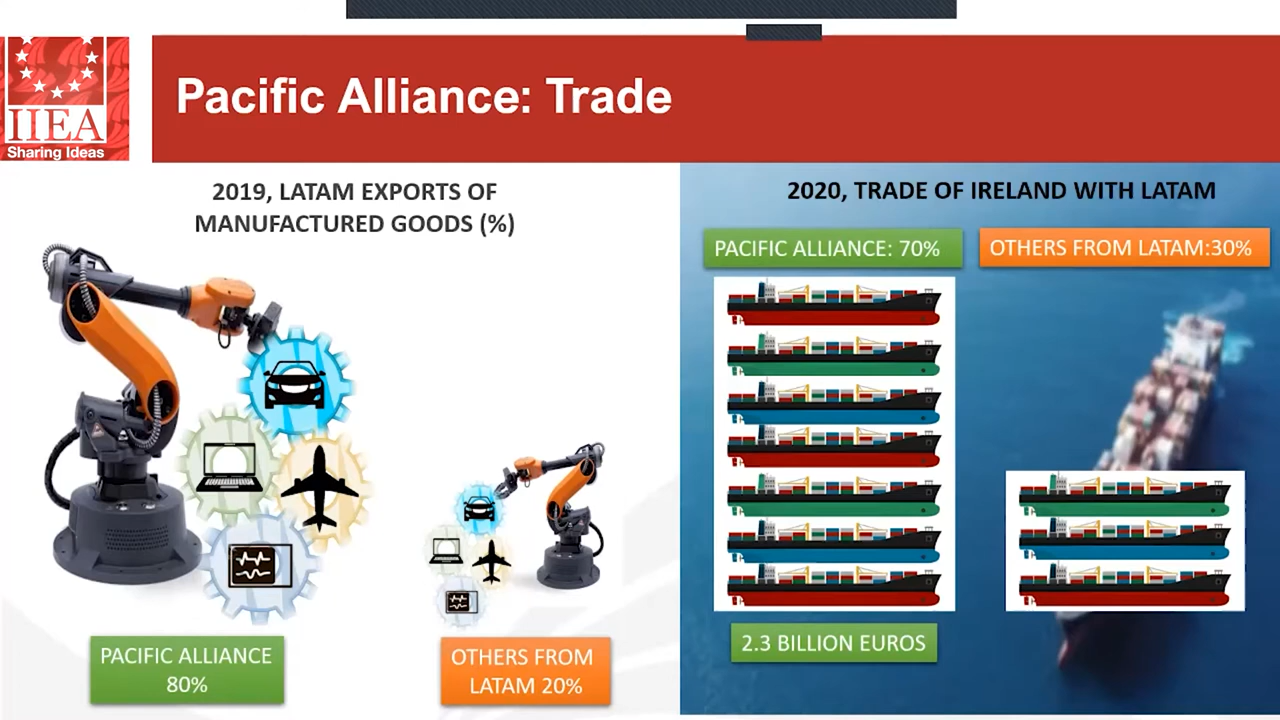 IIEA
Sharing Ideas
Pacific Alliance: Trade
2019, LATAM EXPORTS OF
MANUFACTURED GOODS (%)
PACIFIC ALLIANCE
80%
OTHERS FROM
LATAM 20%
2020, TRADE OF IRELAND WITH LATAM
PACIFIC ALLIANCE: 70%
OTHERS FROM LATAM:30%
2.3 BILLION EUROS